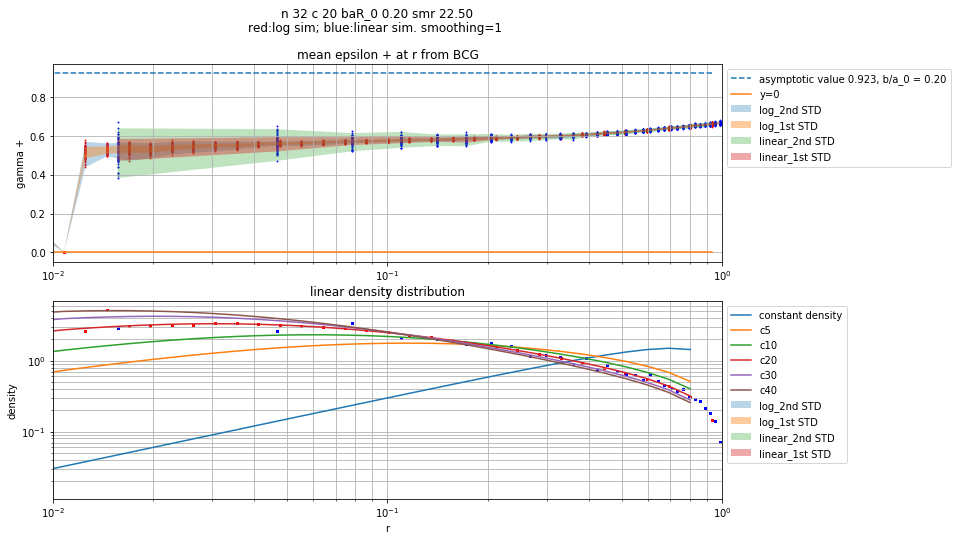 n 32 c 20 baR_0 0.20 smr 22.50
red:log sim; blue:linear sim. smoothing=1
mean epsilon + at r from BCG
gamma +
0.8
0.6
0.4
0.2
0.0
10⁻²
10⁻¹
10⁰
asymptotic value 0.923, b/a_0 = 0.20
y=0
log_2nd STD
log_1st STD
linear_2nd STD
linear_1st STD
linear density distribution
density
10⁰
10⁻¹
10⁻²
10⁻¹
10⁰
r
constant density
c5
c10
c20
c30
c40
log_2nd STD
log_1st STD
linear_2nd STD
linear_1st STD